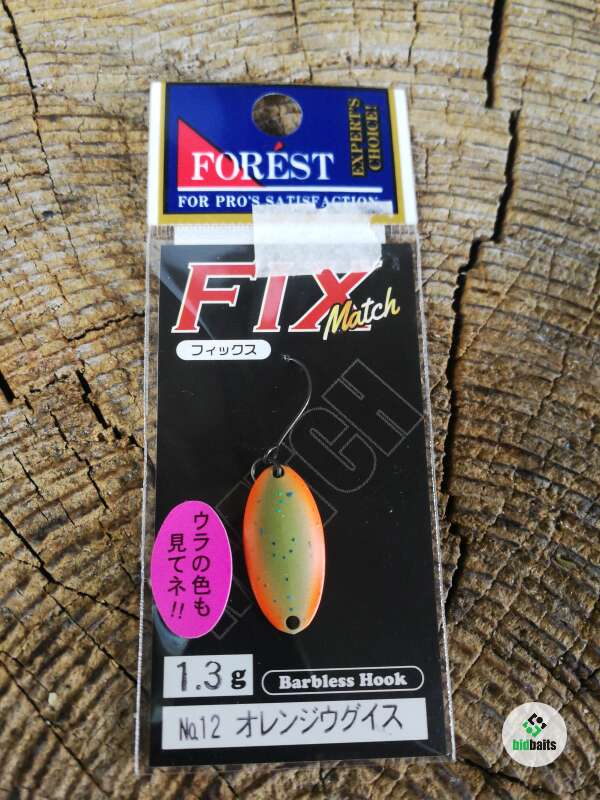 FORÉST
EXPERT'S
CHOICE!
FOR PRO'S SATISFACTION
FIX
Màtch
フィックス
MATCH
ウラの色も
見てネ!!
1.3g
Barbless Hook
No.12 オレンジウグイス
bidbaits